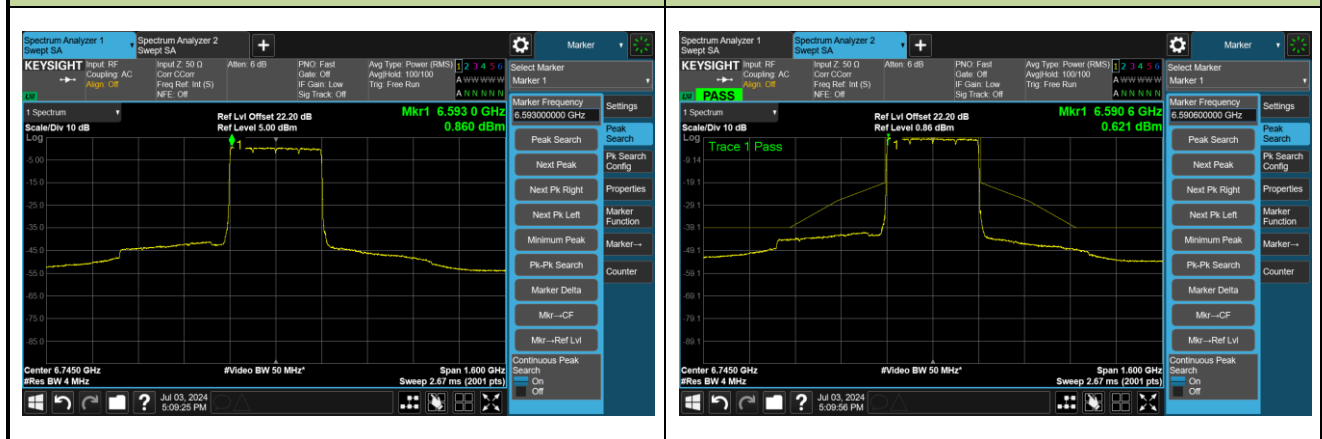 Spectrum Analyzer 1
Swept SA
Spectrum Analyzer 2
Swept SA
Marker
KEYSIGHT
Input: RF
Coupling: AC
Align: Off
Input Z: 50 Ω
Corr CCorr
Freq Ref: Int (S)
NFE: Off
Atten: 6 dB
PNO: Fast
Gate: Off
IF Gain: Low
Sig Track: Off
Avg Type: Power (RMS)
Avg|Hold: 100/100
Trig: Free Run
1 2 3 4 5 6
A W W W W W
A N N N N N
LV
Select Marker
Marker 1
1 Spectrum
Scale/Div 10 dB
Log
Ref Lvl Offset 22.20 dB
Ref Level 5.00 dBm
Mkr1 6.593 0 GHz
0.860 dBm
Marker Frequency
6.593000000 GHz
Peak Search
Next Peak
Next Pk Right
Next Pk Left
Minimum Peak
Pk-Pk Search
Marker Delta
Mkr→CF
Mkr→Ref Lvl
Continuous Peak
Search
On
Off
Settings
Peak
Search
Pk Search
Config
Properties
Marker
Function
Marker→
Counter
1
-5.00
-15.0
-25.0
-35.0
-45.0
-55.0
-65.0
-75.0
-85.0
Center 6.7450 GHz
#Res BW 4 MHz
#Video BW 50 MHz*
Span 1.600 GHz
Sweep 2.67 ms (2001 pts)
?
Jul 03, 2024
5:09:25 PM
Spectrum Analyzer 1
Swept SA
Spectrum Analyzer 2
Swept SA
Marker
KEYSIGHT
Input: RF
Coupling: AC
Align: Off
Input Z: 50 Ω
Corr CCorr
Freq Ref: Int (S)
NFE: Off
Atten: 6 dB
PNO: Fast
Gate: Off
IF Gain: Low
Sig Track: Off
Avg Type: Power (RMS)
Avg|Hold: 100/100
Trig: Free Run
1 2 3 4 5 6
A W W W W W
A N N N N N
LV PASS
Select Marker
Marker 1
1 Spectrum
Scale/Div 10 dB
Log
Trace 1 Pass
Ref Lvl Offset 22.20 dB
Ref Level 0.86 dBm
Mkr1 6.590 6 GHz
0.621 dBm
Marker Frequency
6.590600000 GHz
Peak Search
Next Peak
Next Pk Right
Next Pk Left
Minimum Peak
Pk-Pk Search
Marker Delta
Mkr→CF
Mkr→Ref Lvl
Continuous Peak
Search
On
Off
Settings
Peak
Search
Pk Search
Config
Properties
Marker
Function
Marker→
Counter
1
-9.14
-19.1
-29.1
-39.1
-49.1
-59.1
-69.1
-79.1
-89.1
Center 6.7450 GHz
#Res BW 4 MHz
#Video BW 50 MHz*
Span 1.600 GHz
Sweep 2.67 ms (2001 pts)
?
Jul 03, 2024
5:09:56 PM